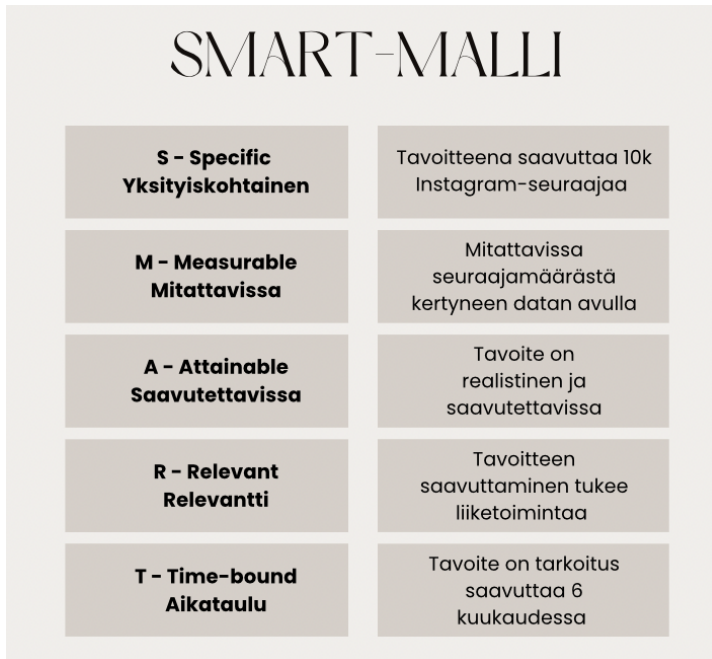 SMART-MALLI
S - Specific
Yksityiskohtainen
Tavoitteena saavuttaa 10k
Instagram-seuraajaa
M - Measurable
Mitattavissa
Mitattavissa
seuraajamäärästä
kertyneen datan avulla
A - Attainable
Saavutettavissa
Tavoite on
realistinen ja
saavutettavissa
R - Relevant
Relevantti
Tavoitteen
saavuttaminen tukee
liiketoimintaa
T - Time-bound
Aikataulu
Tavoite on tarkoitus
saavuttaa 6
kuukaudessa